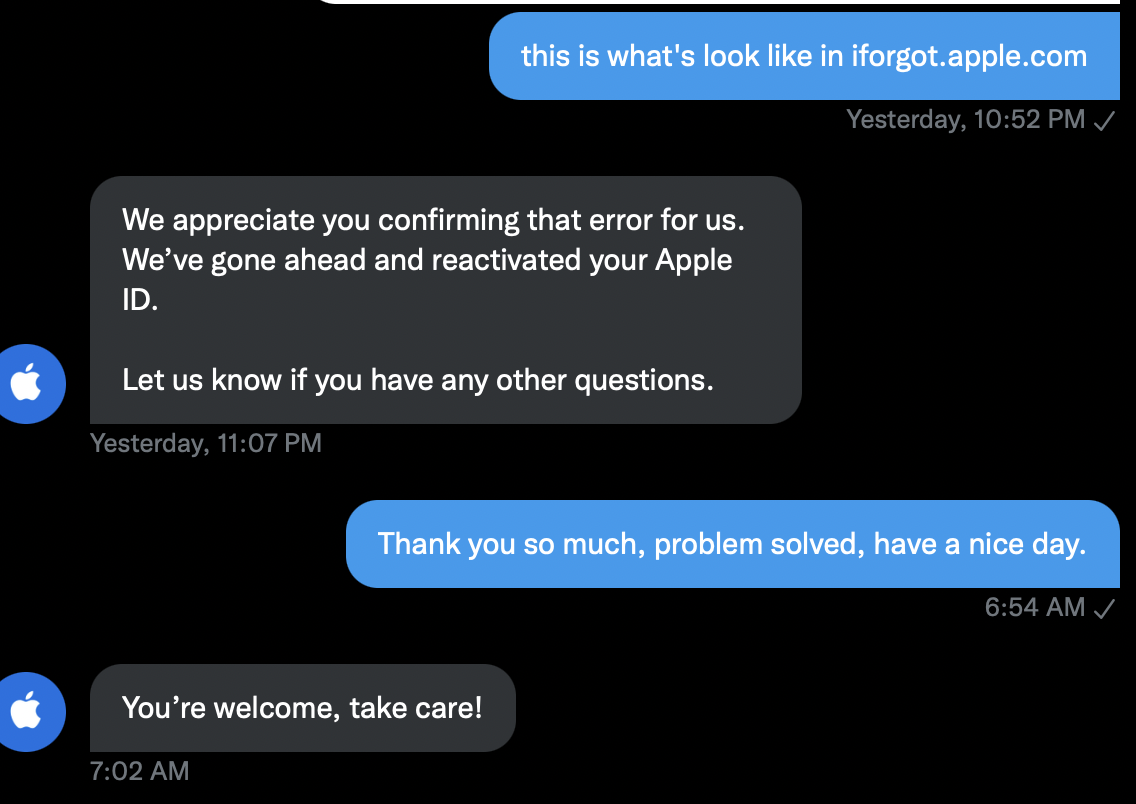 this is what's look like in iforgot.apple.com
Yesterday, 10:52 PM
We appreciate you confirming that error for us.
We’ve gone ahead and reactivated your Apple
ID.
Let us know if you have any other questions.
Yesterday, 11:07 PM
Thank you so much, problem solved, have a nice day.
6:54 AM
You’re welcome, take care!
7:02 AM